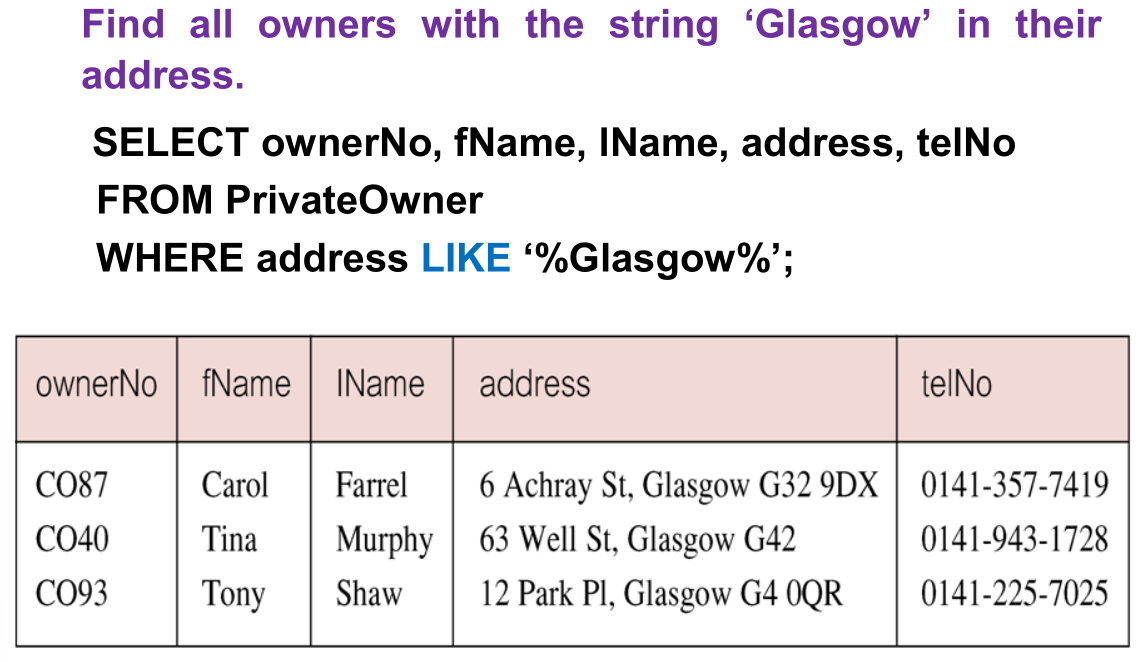 Find all owners with the string ‘Glasgow’ in their
address.
SELECT ownerNo, fName, lName, address, telNo
FROM PrivateOwner
WHERE address LIKE ‘%Glasgow%’;
ownerNo fName lName address telNo
CO87 Carol Farrel 6 Achray St, Glasgow G32 9DX 0141-357-7419
CO40 Tina Murphy 63 Well St, Glasgow G42 0141-943-1728
CO93 Tony Shaw 12 Park Pl, Glasgow G4 0QR 0141-225-7025